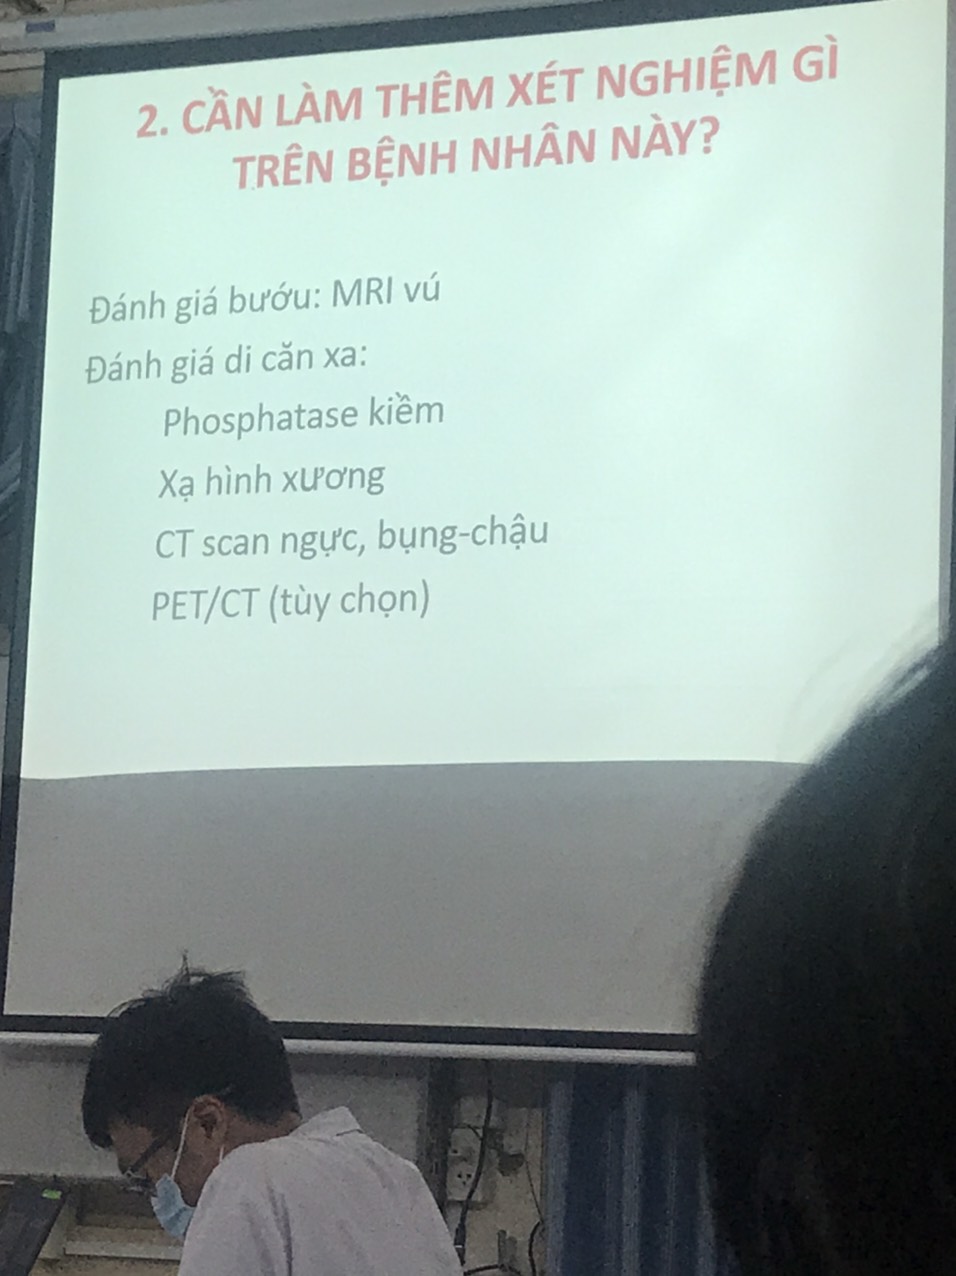 2. CẦN LÀM THÊM XÉT NGHIỆM GÌ
TRÊN BỆNH NHÂN NÀY?
Đánh giá bướu: MRI vú
Đánh giá di căn xa:
Phosphatase kiềm
Xạ hình xương
CT scan ngực, bụng-chậu
PET/CT (tùy chọn)